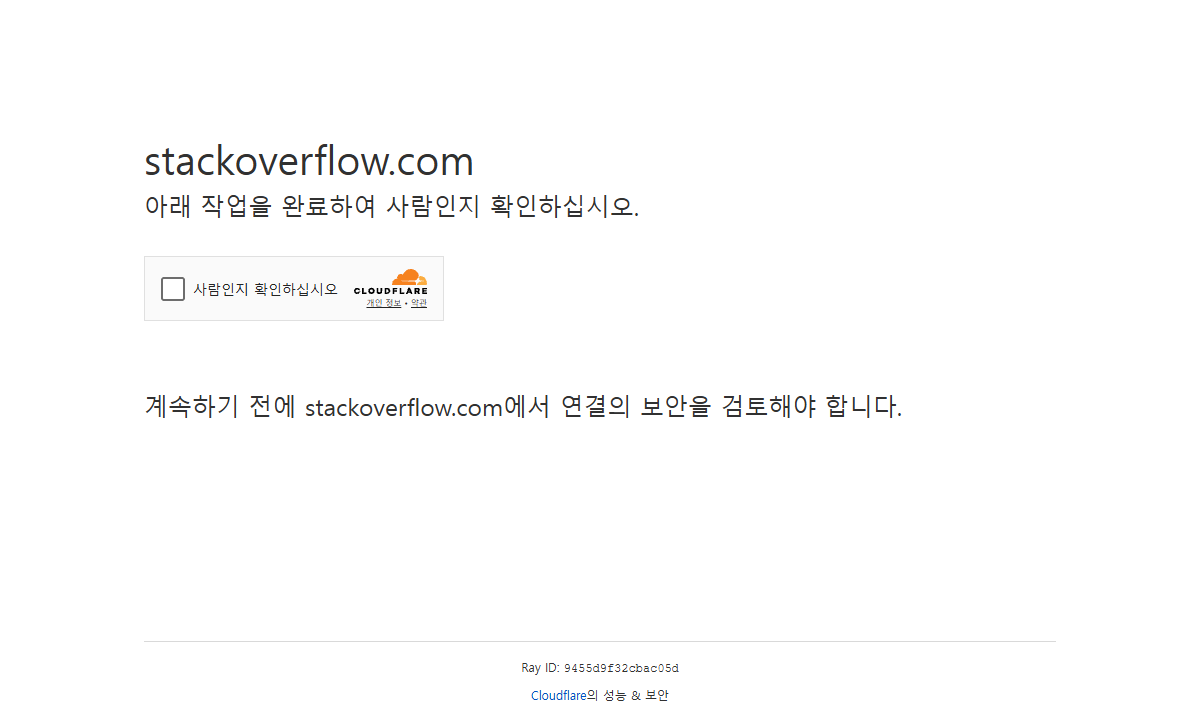 stackoverflow.com
아래 작업을 완료하여 사람인지 확인하십시오.
사람인지 확인하십시오
CLOUDFLARE
개인 정보 • 약관
계속하기 전에 stackoverflow.com에서 연결의 보안을 검토해야 합니다.
Ray ID: 9455d9f32cbac05d
Cloudflare의 성능 & 보안